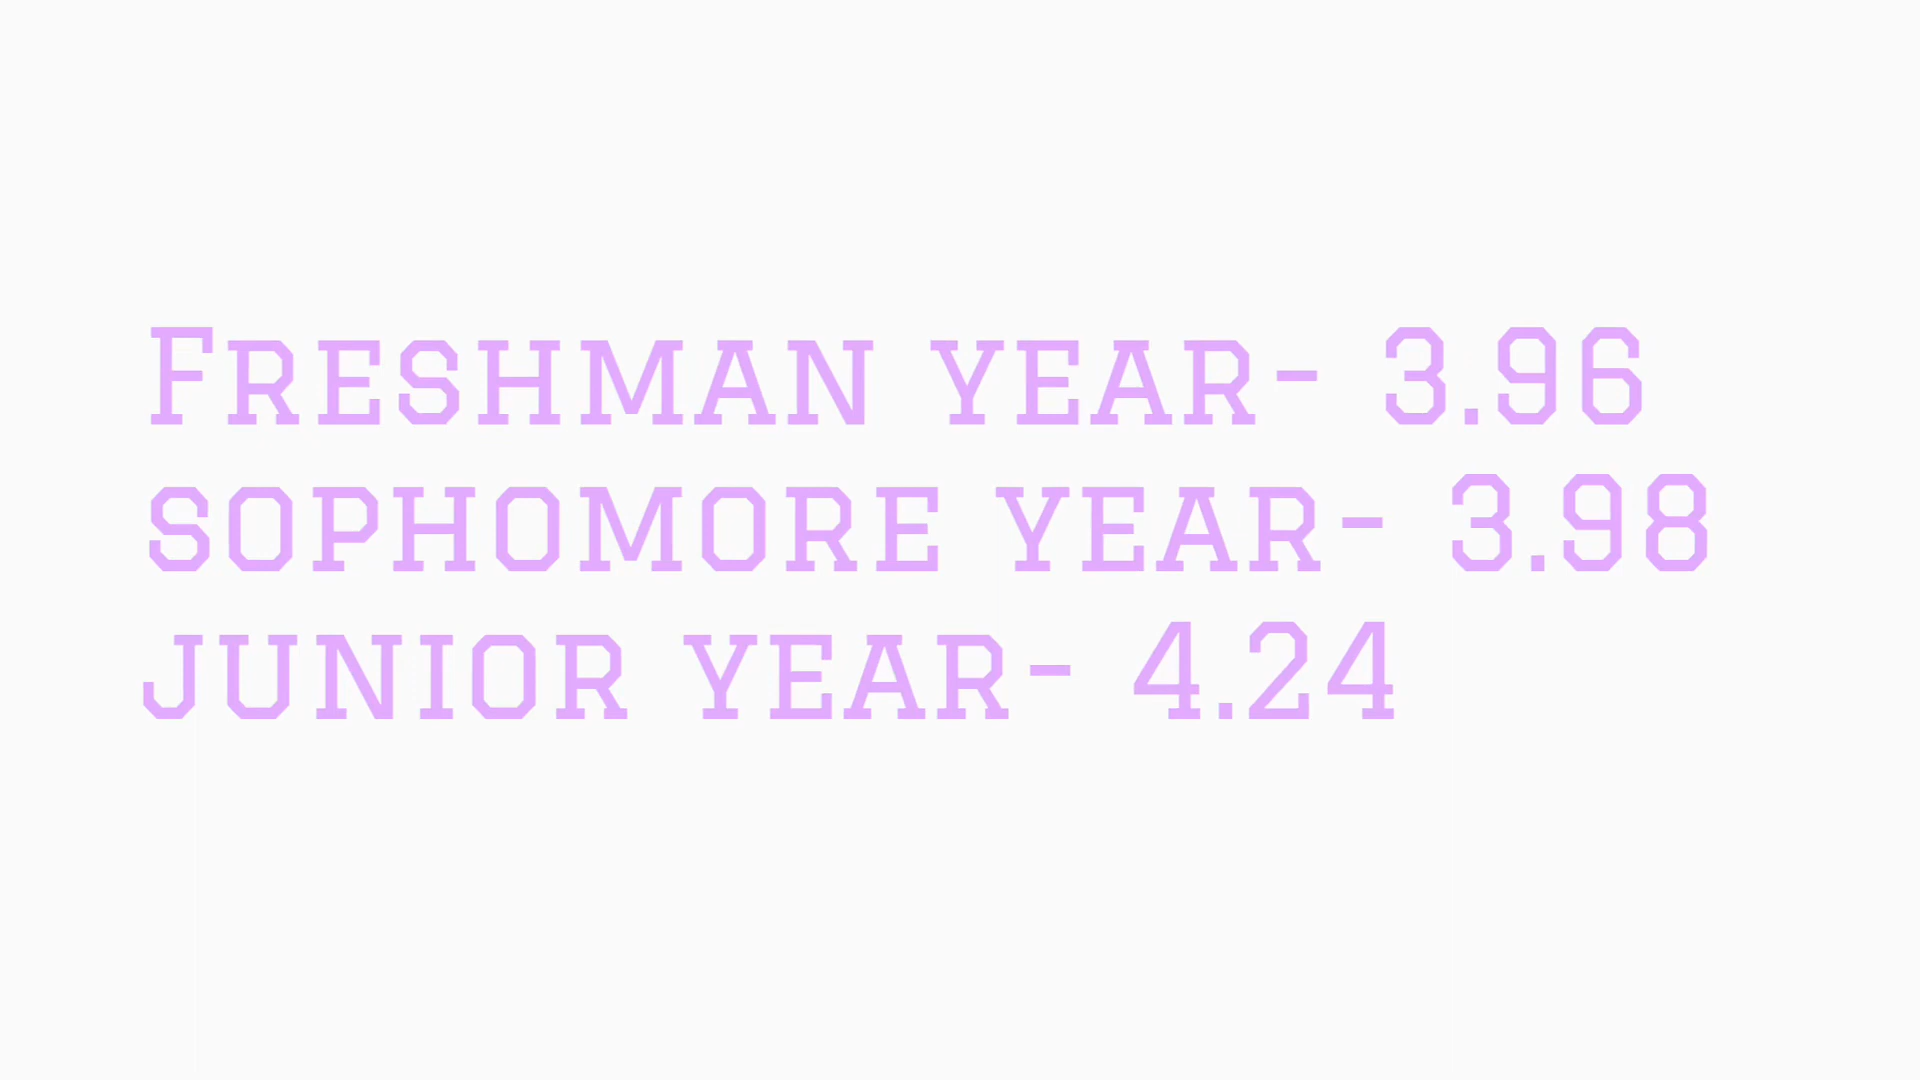 Freshman year- 3.96
sophomore year- 3.98
junior year- 4.24